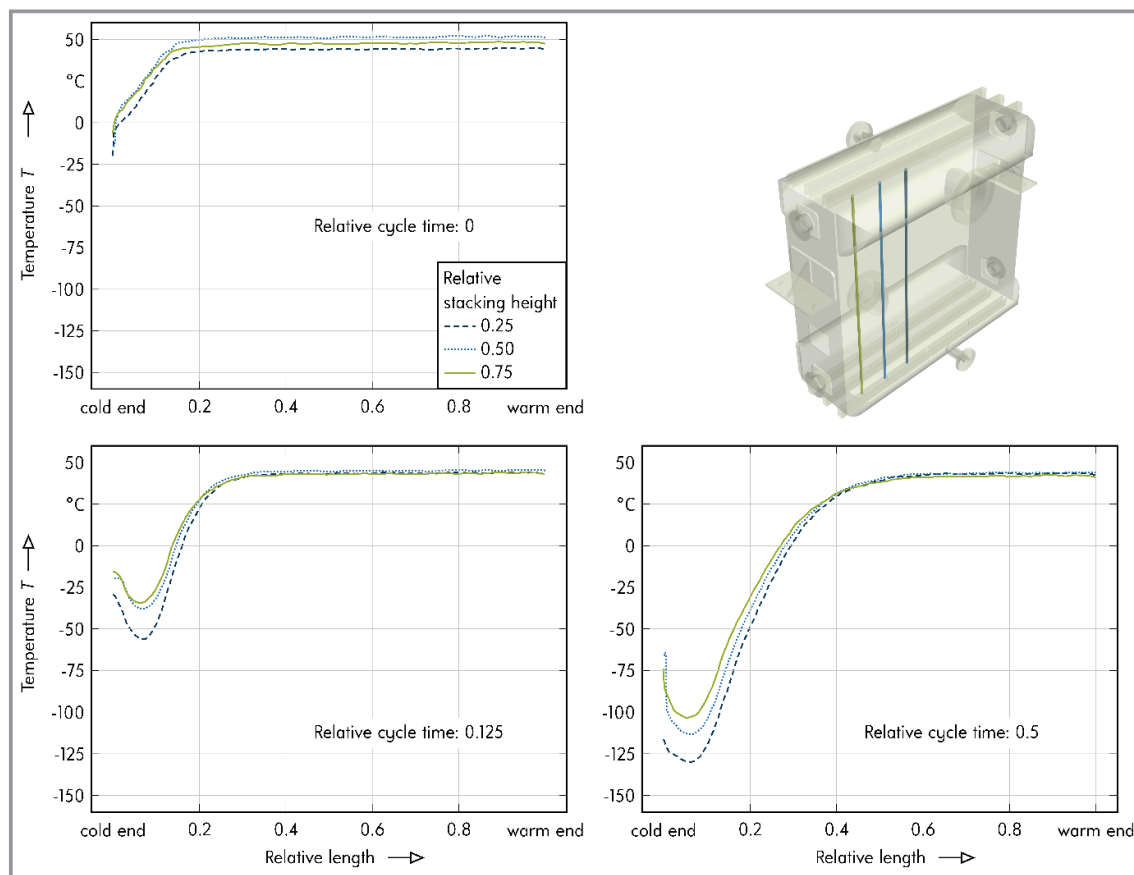 50
°C
0
-25
-50
-75
-100
-125
-150
Temperature T
Relative cycle time: 0
Relative
stacking height
0.25
0.50
0.75
cold end 0.2 0.4 0.6 0.8 warm end
50
°C
0
-25
-50
-75
-100
-125
-150
Temperature T
Relative cycle time: 0.125
cold end 0.2 0.4 0.6 0.8 warm end
Relative length
50
°C
0
-25
-50
-75
-100
-125
-150
Relative cycle time: 0.5
cold end 0.2 0.4 0.6 0.8 warm end
Relative length